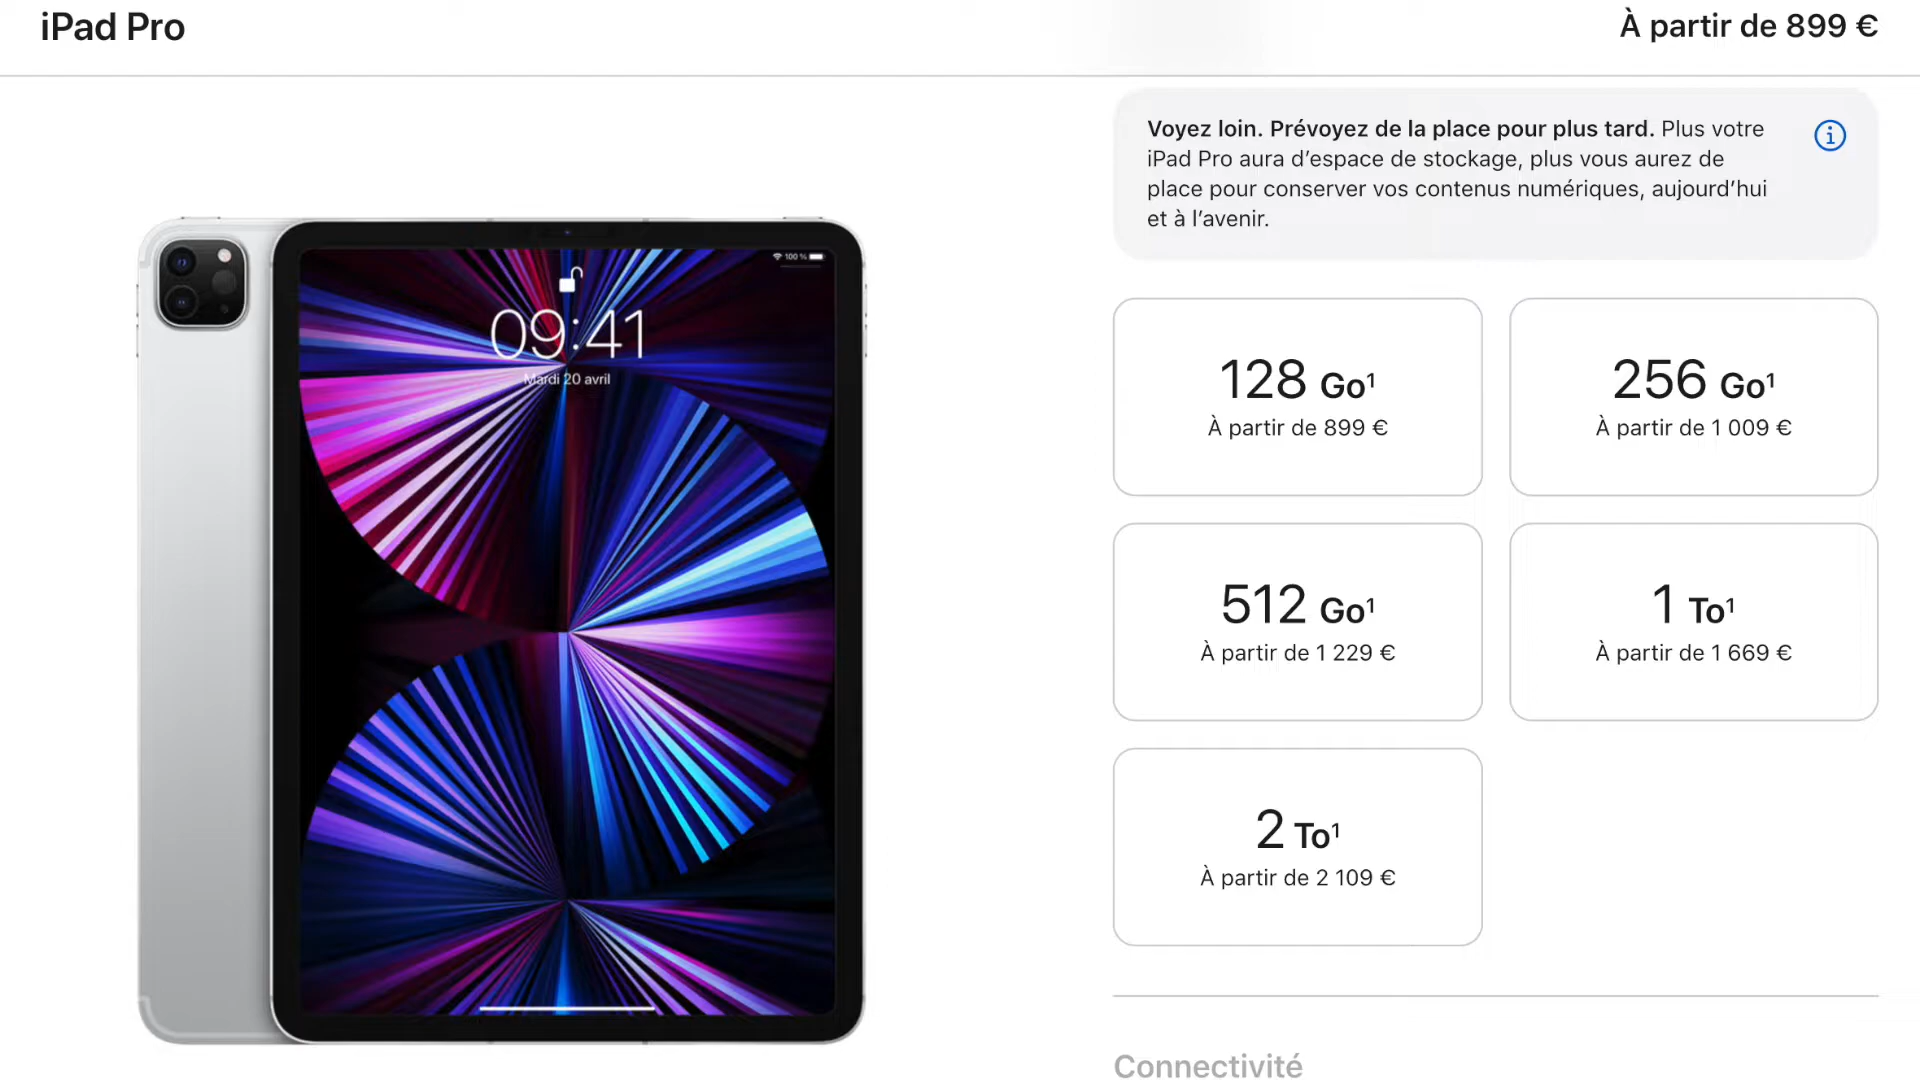 iPad Pro
À partir de 899 €
Voyez loin. Prévoyez de la place pour plus tard. Plus votre
iPad Pro aura d’espace de stockage, plus vous aurez de
place pour conserver vos contenus numériques, aujourd’hui
et à l’avenir.
100 %
09:41
Mardi 20 avril
128 Go¹
À partir de 899 €
256 Go¹
À partir de 1 009 €
512 Go¹
À partir de 1 229 €
1 To¹
À partir de 1 669 €
2 To¹
À partir de 2 109 €
Connectivité